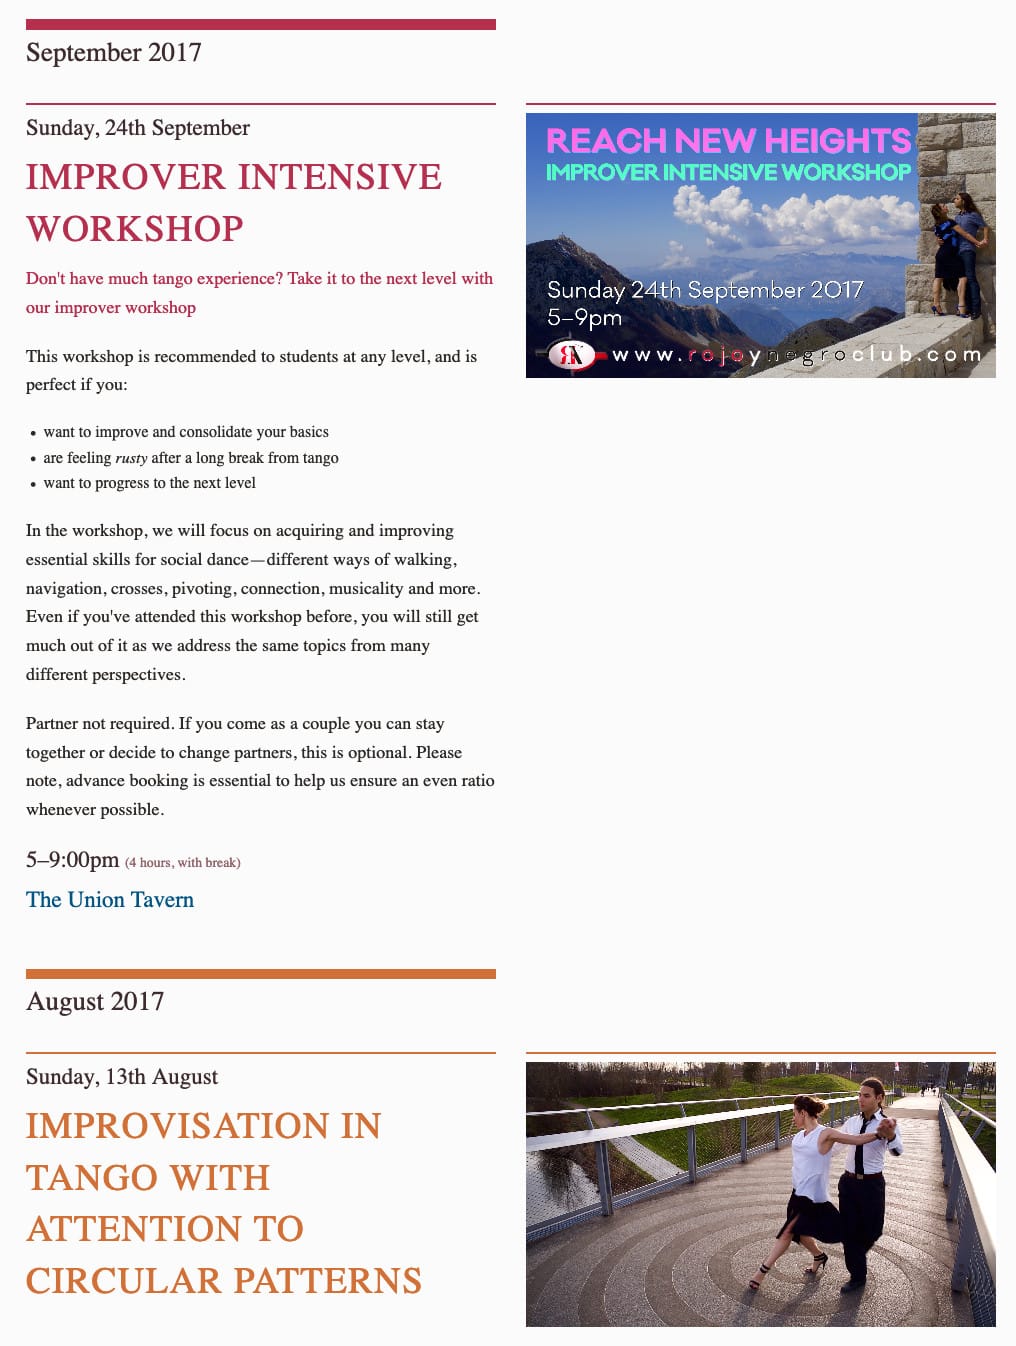 September 2017
Sunday, 24th September
IMPROVER INTENSIVE
WORKSHOP
Don't have much tango experience? Take it to the next level with
our improver workshop
This workshop is recommended to students at any level, and is
perfect if you:
• want to improve and consolidate your basics
• are feeling rusty after a long break from tango
• want to progress to the next level
In the workshop, we will focus on acquiring and improving
essential skills for social dance—different ways of walking,
navigation, crosses, pivoting, connection, musicality and more.
Even if you've attended this workshop before, you will still get
much out of it as we address the same topics from many
different perspectives.
Partner not required. If you come as a couple you can stay
together or decide to change partners, this is optional. Please
note, advance booking is essential to help us ensure an even ratio
whenever possible.
5–9:00pm (4 hours, with break)
The Union Tavern
REACH NEW HEIGHTS
IMPROVER INTENSIVE WORKSHOP
Sunday 24th September 2017
5–9pm
www.rojoynegroclub.com
August 2017
Sunday, 13th August
IMPROVISATION IN
TANGO WITH
ATTENTION TO
CIRCULAR PATTERNS